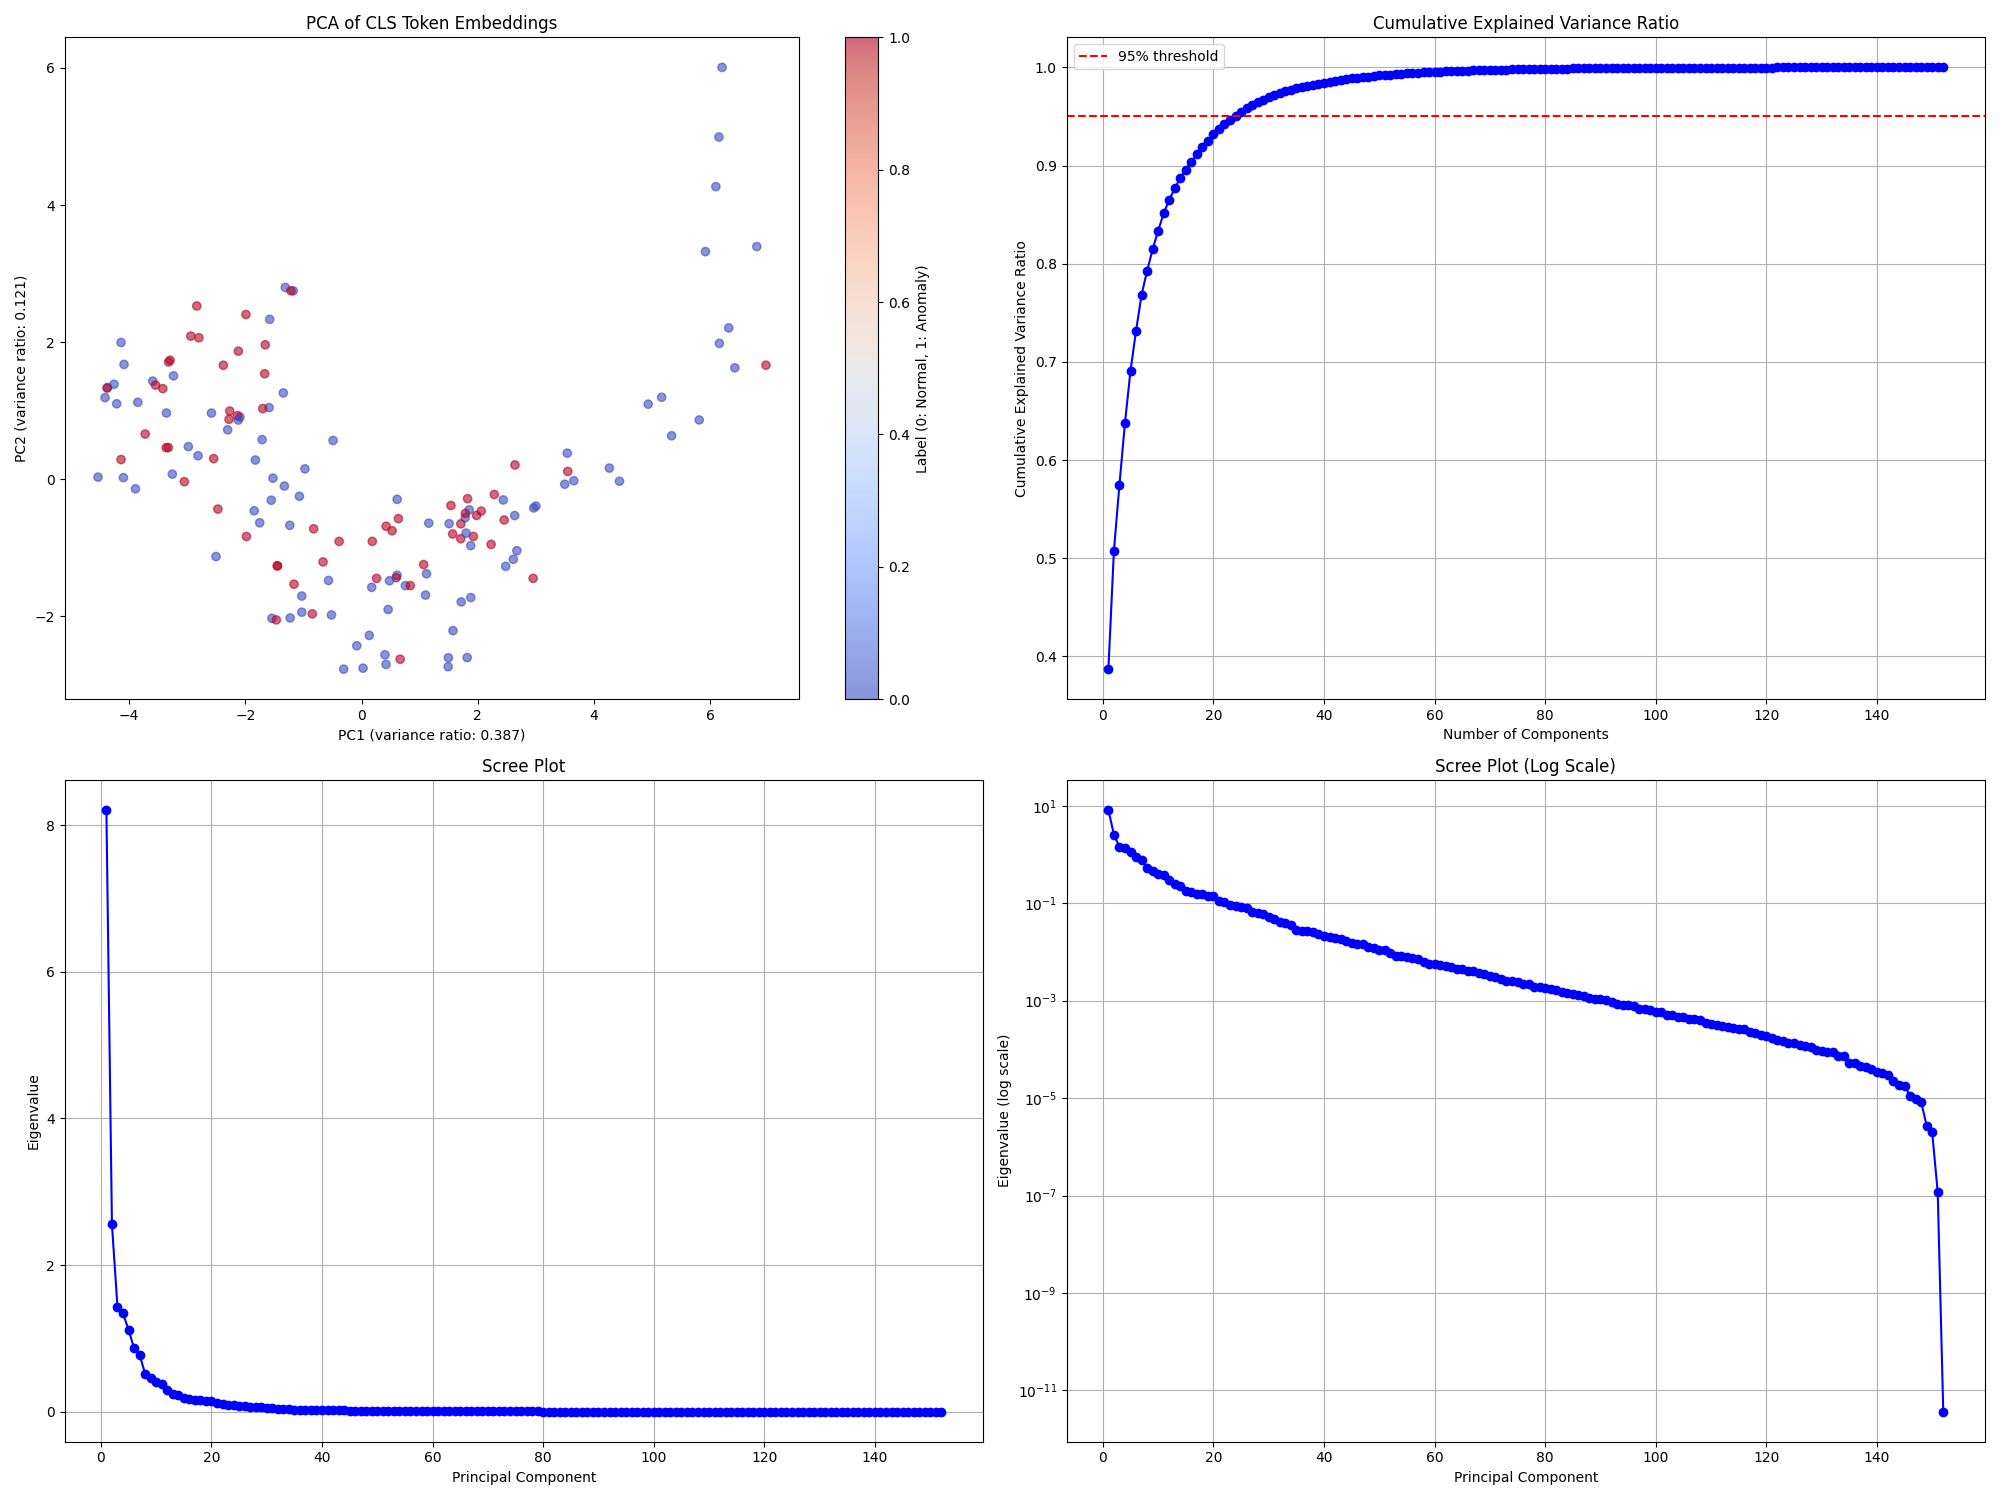 PCA of CLS Token Embeddings
6
4
2
0
−2
PC2 (variance ratio: 0.121)
−4 −2 0 2 4 6
PC1 (variance ratio: 0.387)
1.0
0.8
0.6
0.4
0.2
0.0
Label (0: Normal, 1: Anomaly)
Cumulative Explained Variance Ratio
95% threshold
1.0
0.9
0.8
0.7
0.6
0.5
0.4
Cumulative Explained Variance Ratio
0 20 40 60 80 100 120 140
Number of Components
Scree Plot
8
6
4
2
0
Eigenvalue
0 20 40 60 80 100 120 140
Principal Component
Scree Plot (Log Scale)
10¹
10⁻¹
10⁻³
10⁻⁵
10⁻⁷
10⁻⁹
10⁻¹¹
Eigenvalue (log scale)
0 20 40 60 80 100 120 140
Principal Component